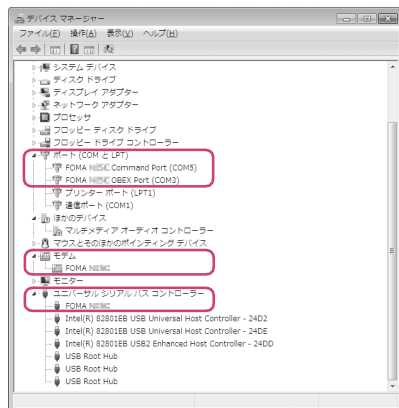 デバイス マネージャー
ファイル(F) 操作(A) 表示(V) ヘルプ(H)
システム デバイス
ディスク ドライブ
ディスプレイ アダプター
ネットワーク アダプター
プロセッサ
フロッピー ディスク ドライブ
フロッピー ドライブ コントローラー
ポート (COM と LPT)
FOMA Command Port (COM5)
FOMA OBEX Port (COM3)
プリンター ポート (LPT1)
通信ポート (COM1)
ほかのデバイス
マルチメディア オーディオ コントローラー
マウスとそのほかのポインティング デバイス
モデム
FOMA
モニター
ユニバーサル シリアル バス コントローラー
FOMA
Intel(R) 82801EB USB Universal Host Controller - 24D2
Intel(R) 82801EB USB Universal Host Controller - 24DE
Intel(R) 82801EB USB2 Enhanced Host Controller - 24DD
USB Root Hub
USB Root Hub
USB Root Hub